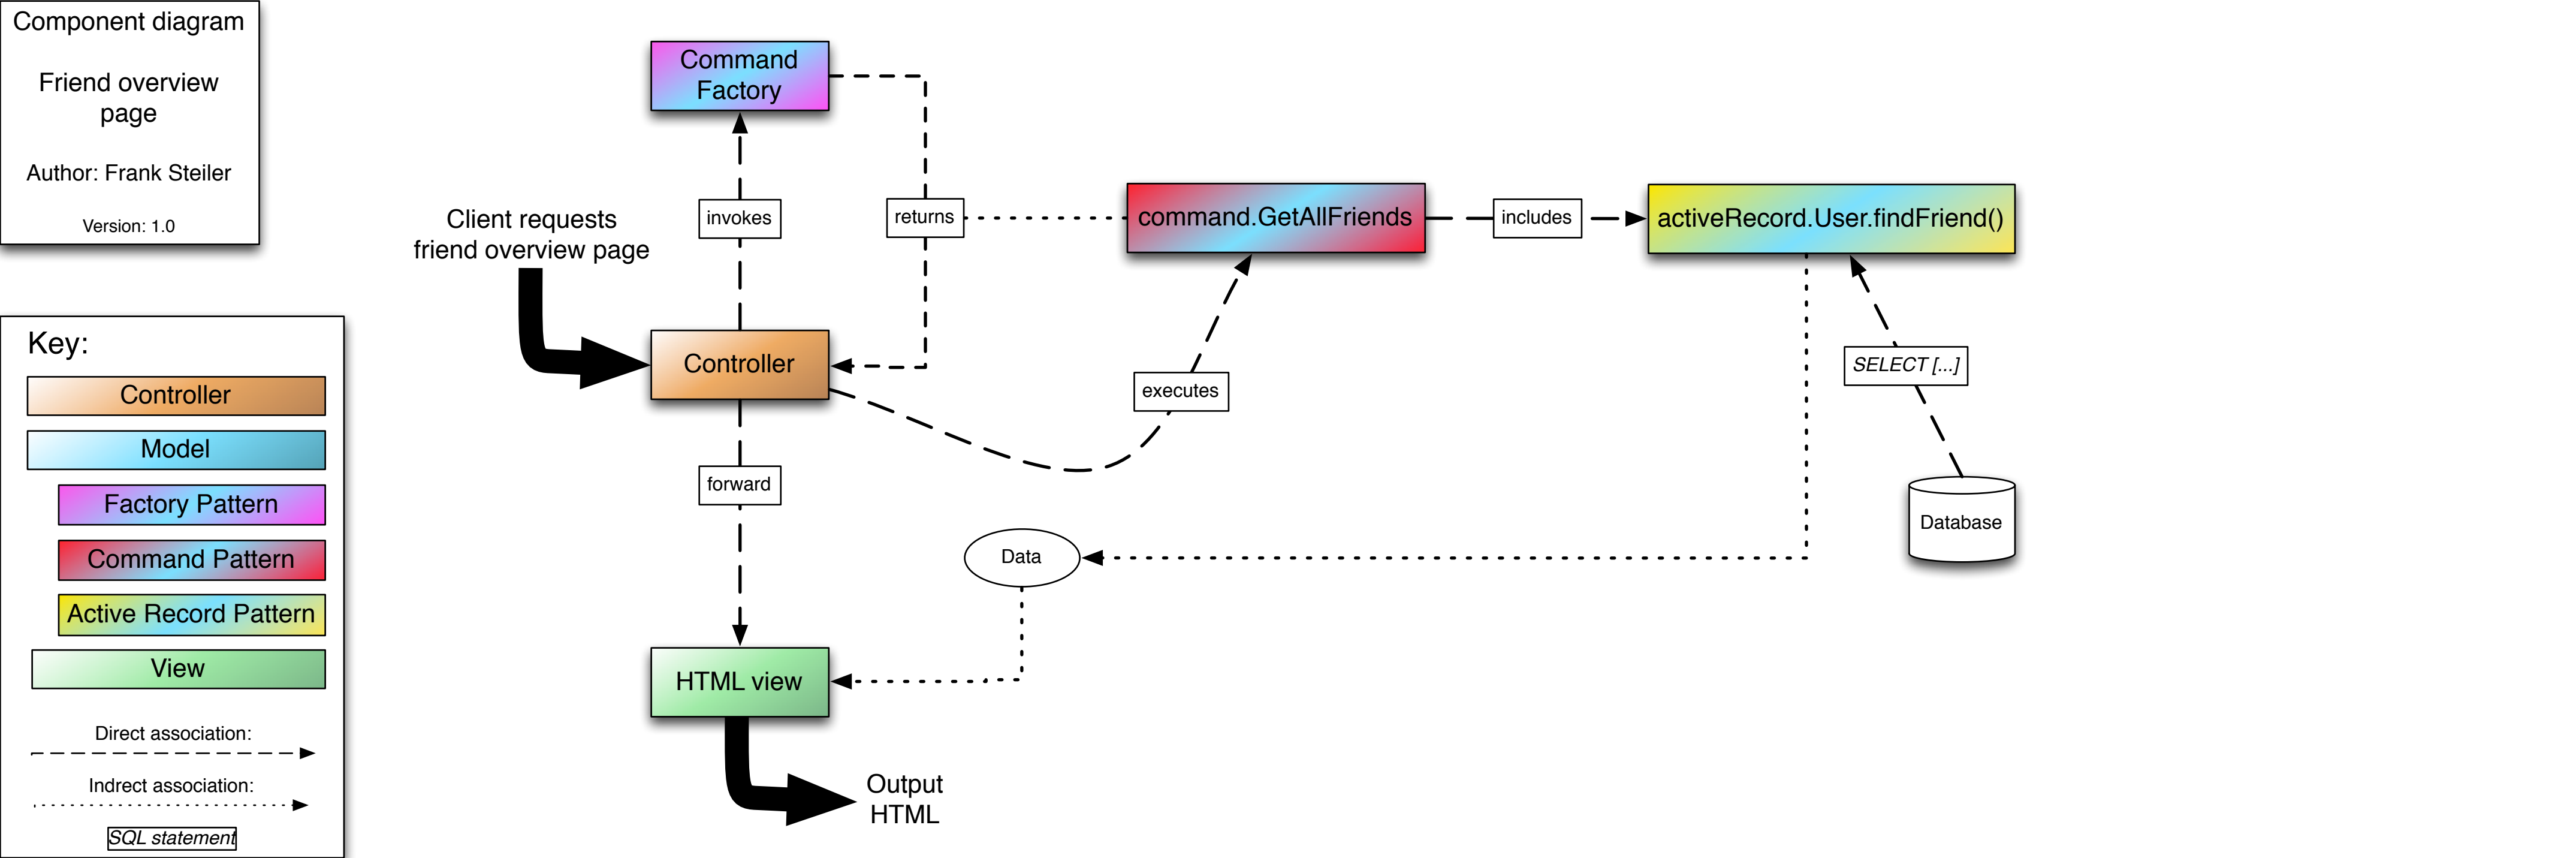 Component diagram
Friend overview
page
Author: Frank Steiler
Version: 1.0
Key:
Controller
Model
Factory Pattern
Command Pattern
Active Record Pattern
View
Direct association:
Indrect association:
SQL statement
Client requests
friend overview page
Command
Factory
invokes
returns
command.GetAllFriends
includes
activeRecord.User.findFriend()
Controller
executes
SELECT [...]
forward
Database
Data
HTML view
Output
HTML